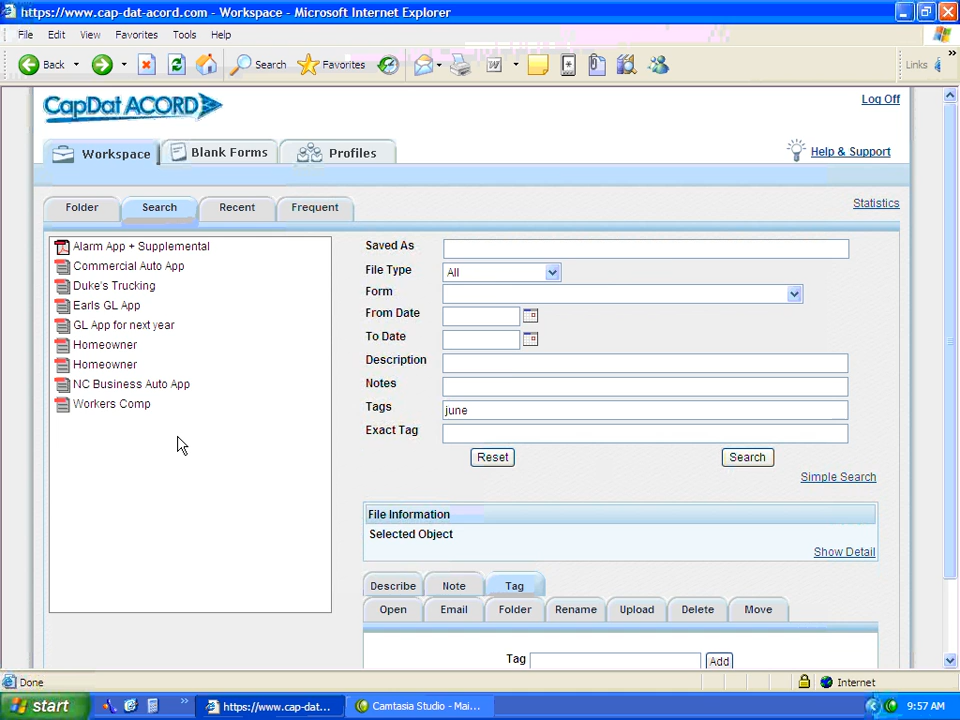 https://www.cap-dat-acord.com - Workspace - Microsoft Internet Explorer
File Edit View Favorites Tools Help
Back Search Favorites W Links
CapDat ACORD
Log Off
Workspace Blank Forms Profiles
Help & Support
Folder Search Recent Frequent
Statistics
Alarm App + Supplemental
Commercial Auto App
Duke's Trucking
Earls GL App
GL App for next year
Homeowner
Homeowner
NC Business Auto App
Workers Comp
Saved As
File Type All
Form
From Date
To Date
Description
Notes
Tags june
Exact Tag
Reset Search
Simple Search
File Information
Selected Object
Show Detail
Describe Note Tag
Open Email Folder Rename Upload Delete Move
Tag Add
Done Internet
start https://www.cap-dat... Camtasia Studio - Mai... 9:57 AM